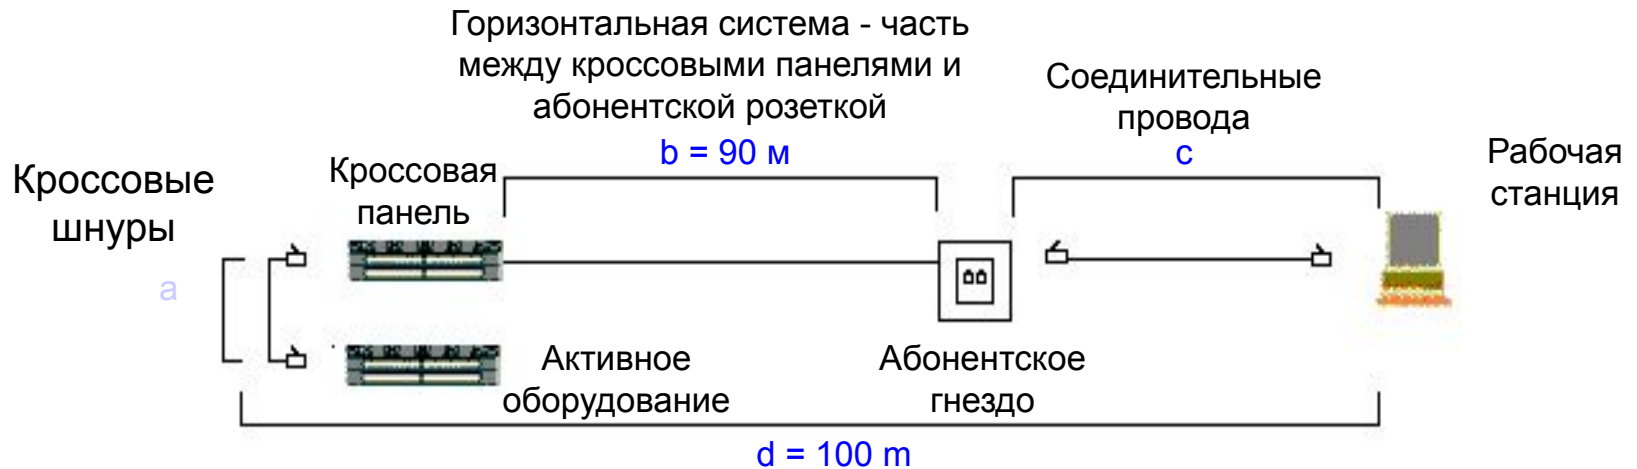 Горизонтальная система - часть
между кроссовыми панелями и
абонентской розеткой
b = 90 м
Соединительные
провода
c
Рабочая
станция
Кроссовые
шнуры
a
Кроссовая
панель
Активное
оборудование
Абонентское
гнездо
d = 100 m